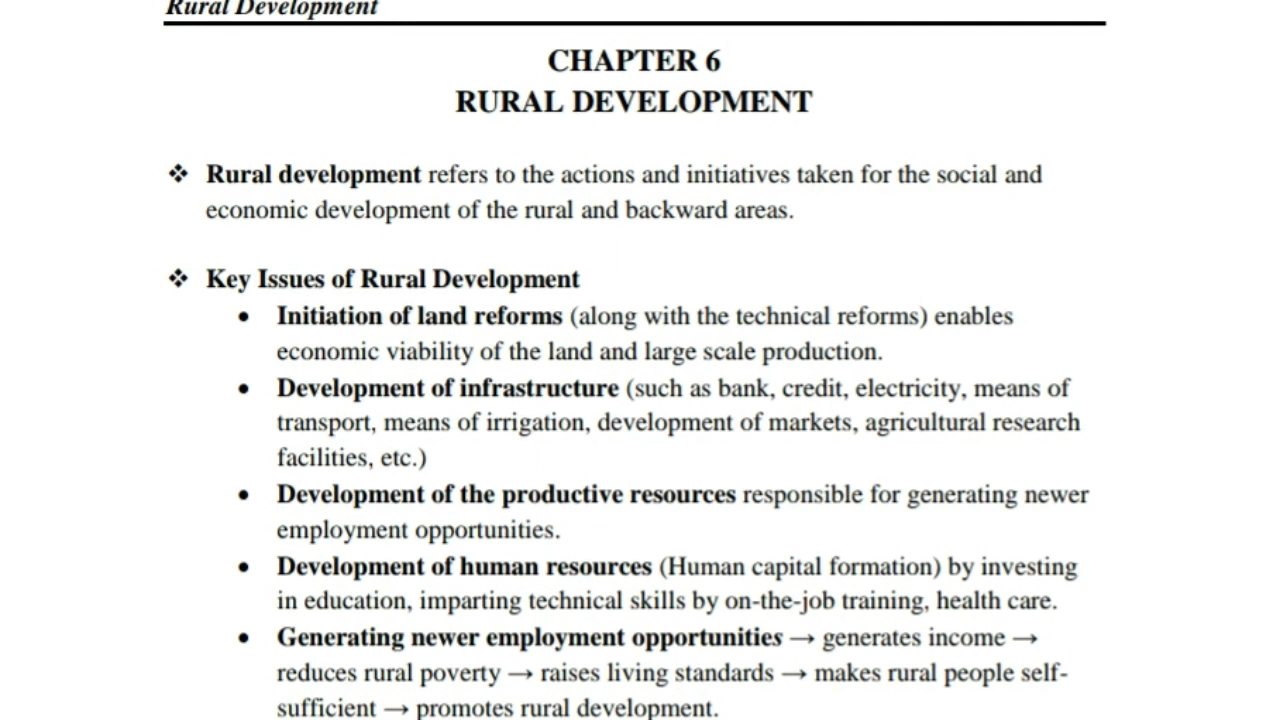 Rural Development
CHAPTER 6
RURAL DEVELOPMENT
❖ Rural development refers to the actions and initiatives taken for the social and
economic development of the rural and backward areas.
❖ Key Issues of Rural Development
• Initiation of land reforms (along with the technical reforms) enables
economic viability of the land and large scale production.
• Development of infrastructure (such as bank, credit, electricity, means of
transport, means of irrigation, development of markets, agricultural research
facilities, etc.)
• Development of the productive resources responsible for generating newer
employment opportunities.
• Development of human resources (Human capital formation) by investing
in education, imparting technical skills by on-the-job training, health care.
• Generating newer employment opportunities → generates income →
reduces rural poverty → raises living standards → makes rural people self-
sufficient → promotes rural development.